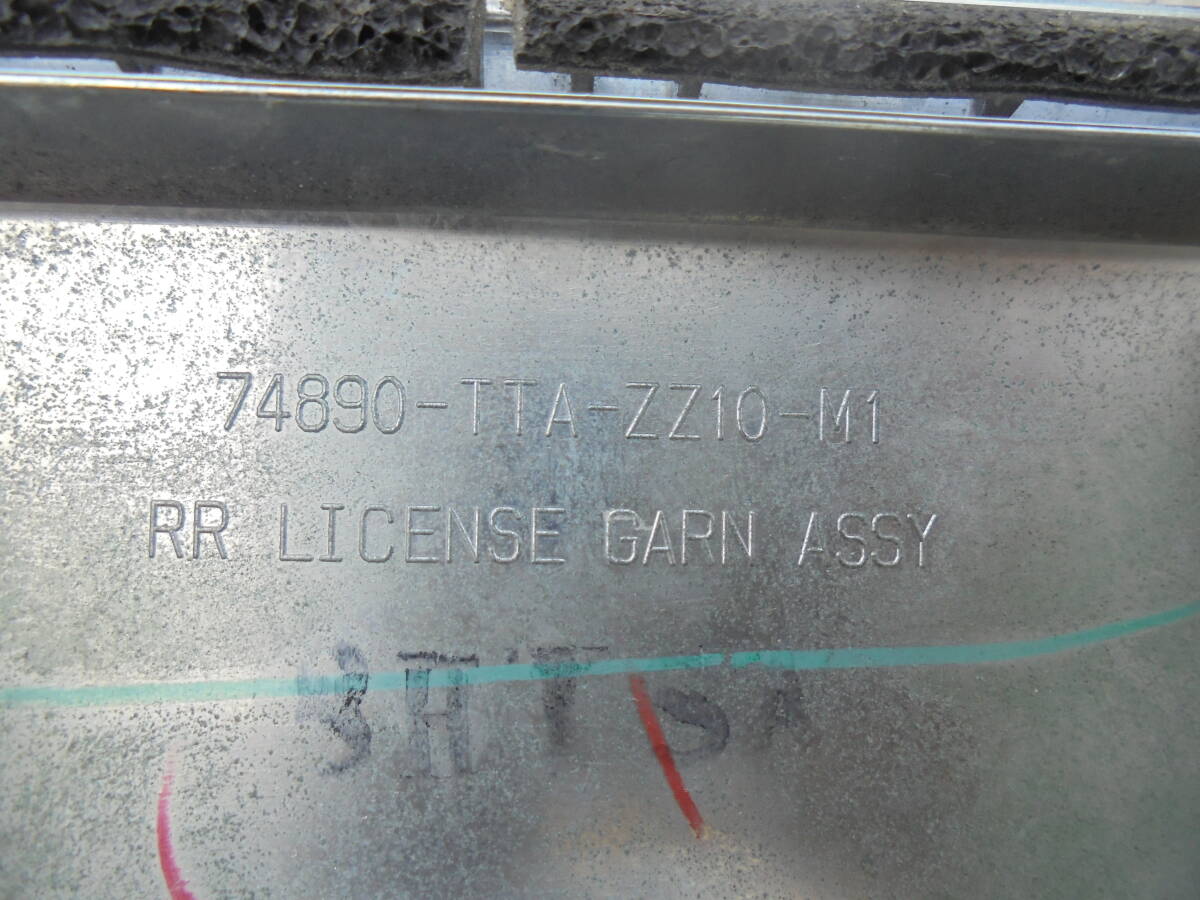 74890-TTA-ZZ10-M1
RR LICENSE GARN ASSY